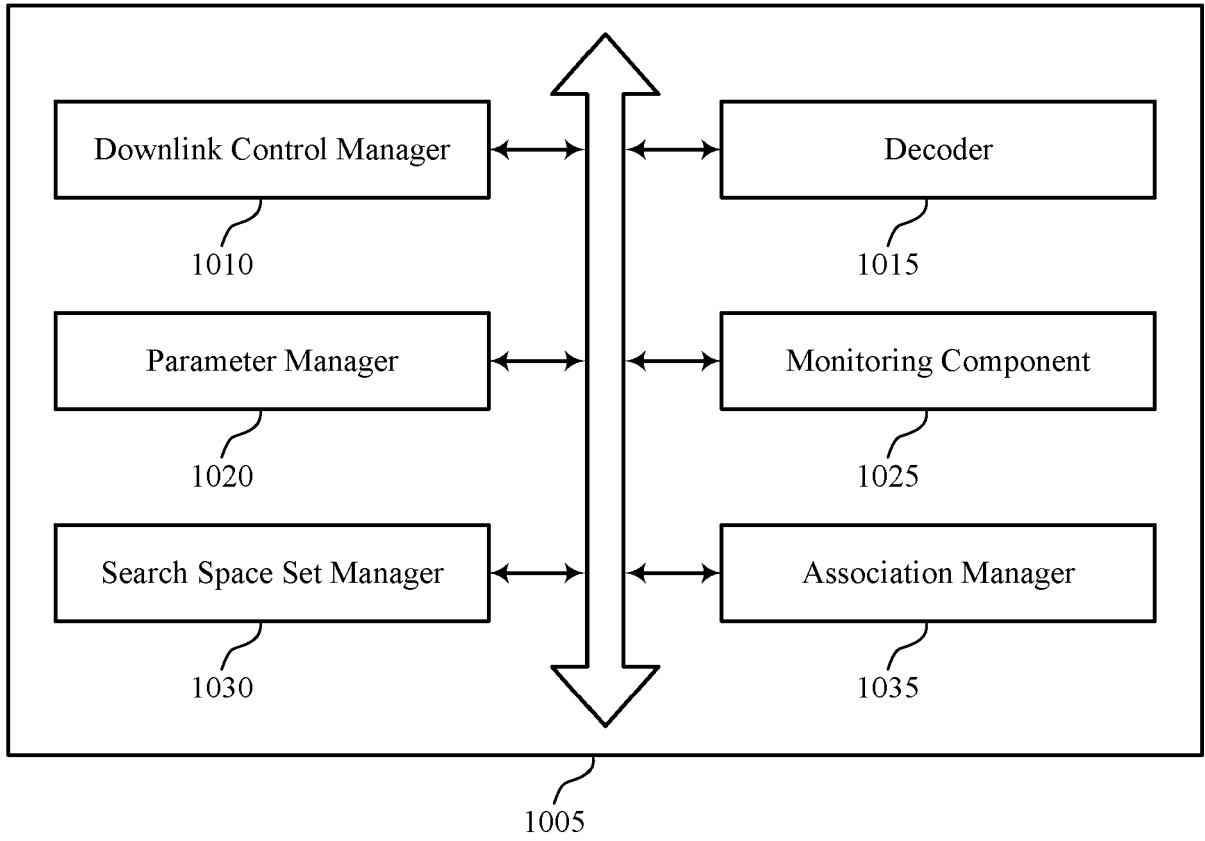 Downlink Control Manager
Decoder
1010
1015
Parameter Manager
Monitoring Component
1020
1025
Search Space Set Manager
Association Manager
1030
1035
1005